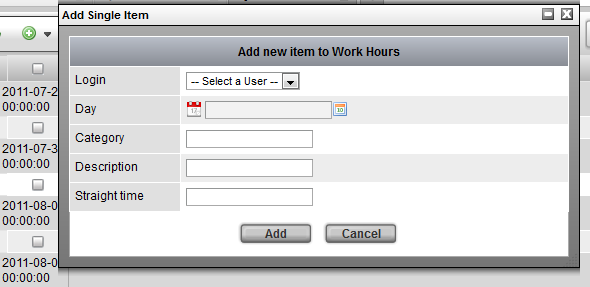 Add Single Item
Add new item to Work Hours
Login
-- Select a User --
Day
Category
Description
Straight time
Add Cancel
2011-07-2
00:00:00
2011-07-3
00:00:00
2011-08-0
00:00:00
2011-08-0
00:00:00